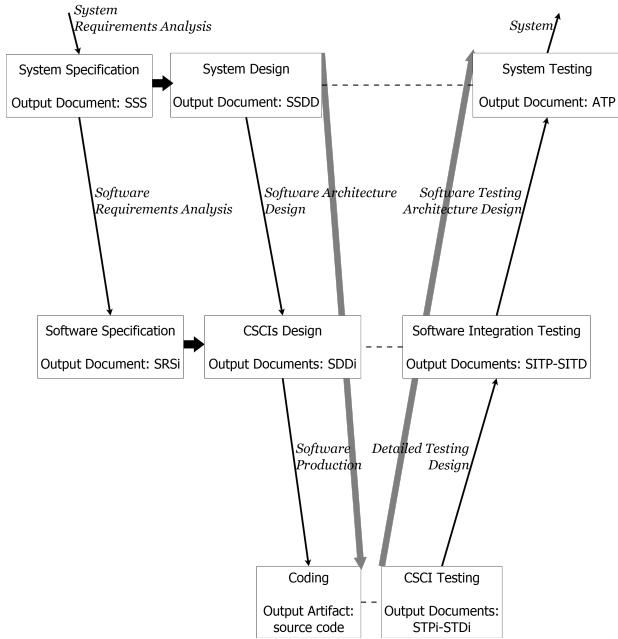 System
Requirements Analysis
System
System Specification
Output Document: SSS
System Design
Output Document: SSDD
System Testing
Output Document: ATP
Software
Requirements Analysis
Software Architecture
Design
Software Testing
Architecture Design
Software Specification
Output Document: SRSi
CSCIs Design
Output Documents: SDDi
Software Integration Testing
Output Documents: SITP-SITD
Software
Production
Detailed Testing
Design
Coding
Output Artifact:
source code
CSCI Testing
Output Documents:
STPi-STDi